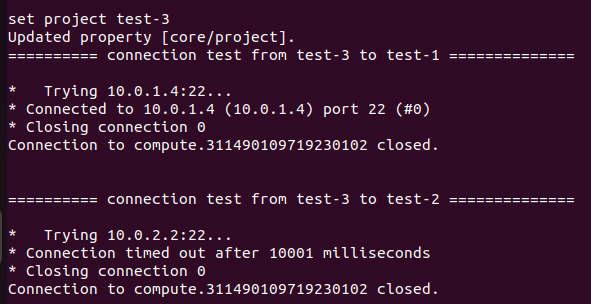 set project test-3
Updated property [core/project].
========== connection test from test-3 to test-1 ==============
*   Trying 10.0.1.4:22...
* Connected to 10.0.1.4 (10.0.1.4) port 22 (#0)
* Closing connection 0
Connection to compute.311490109719230102 closed.
========== connection test from test-3 to test-2 ==============
*   Trying 10.0.2.2:22...
* Connection timed out after 10001 milliseconds
* Closing connection 0
Connection to compute.311490109719230102 closed.